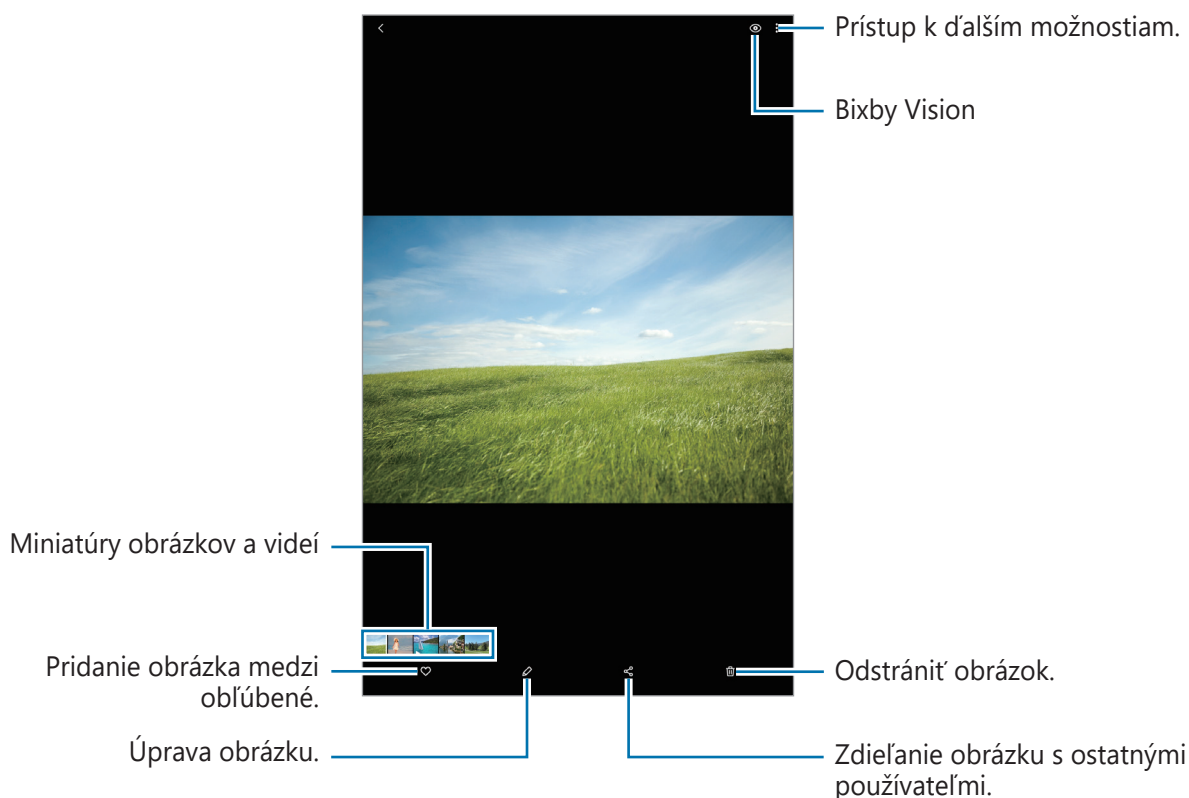 Prístup k ďalším možnostiam.
Bixby Vision
Miniatúry obrázkov a videí
Pridanie obrázka medzi
obľúbené.
Odstrániť obrázok.
Úprava obrázku.
Zdieľanie obrázku s ostatnými
používateľmi.